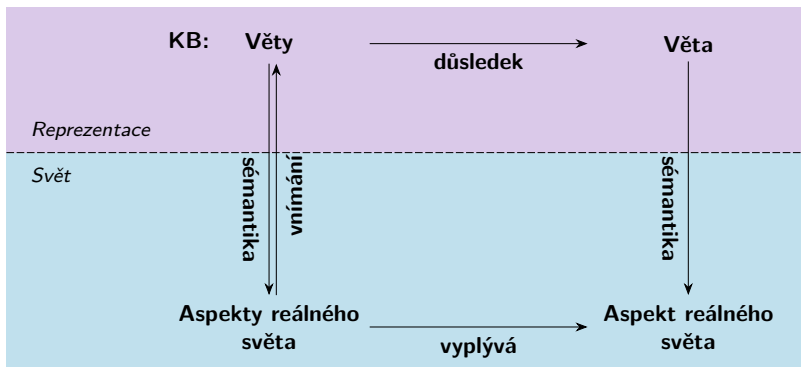 KB: Věty
Věta
důsledek
Reprezentace
Svět
sémantika
vnímání
sémantika
Aspekty reálného
světa
Aspekt reálného
světa
vyplývá